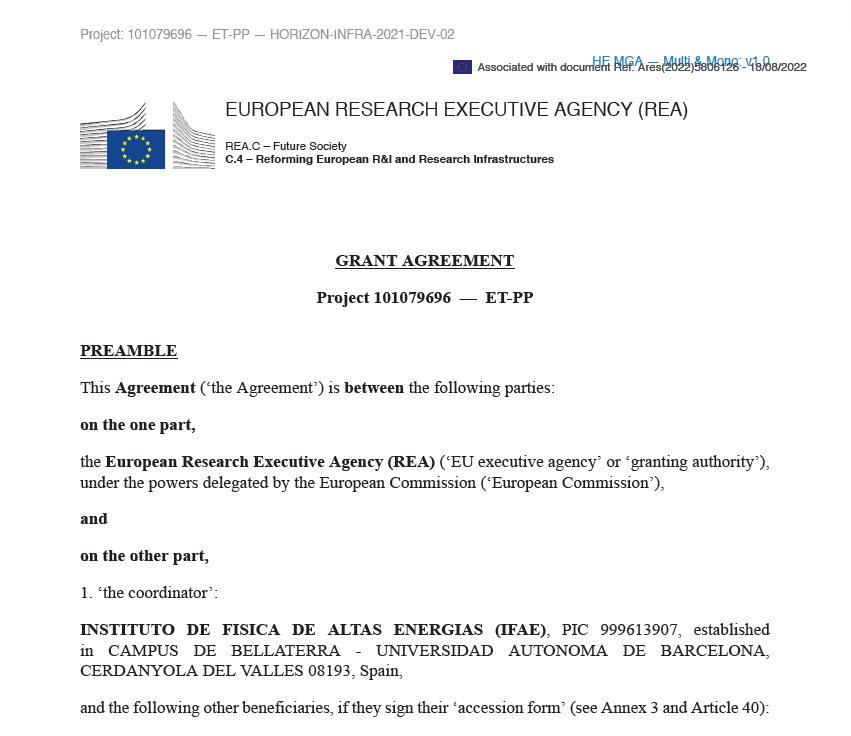 Project: 101079696 — ET-PP — HORIZON-INFRA-2021-DEV-02
HE MGA — Multi & Mono: v1.0
Associated with document Ref. Ares(2022)5806126 - 18/08/2022
EUROPEAN RESEARCH EXECUTIVE AGENCY (REA)
REA.C – Future Society
C.4 – Reforming European R&I and Research Infrastructures
GRANT AGREEMENT
Project 101079696 — ET-PP
PREAMBLE
This Agreement (‘the Agreement’) is between the following parties:
on the one part,
the European Research Executive Agency (REA) (‘EU executive agency’ or ‘granting authority’),
under the powers delegated by the European Commission (‘European Commission’),
and
on the other part,
1. ‘the coordinator’:
INSTITUTO DE FISICA DE ALTAS ENERGIAS (IFAE), PIC 999613907, established
in CAMPUS DE BELLATERRA - UNIVERSIDAD AUTONOMA DE BARCELONA,
CERDANYOLA DEL VALLES 08193, Spain,
and the following other beneficiaries, if they sign their ‘accession form’ (see Annex 3 and Article 40):